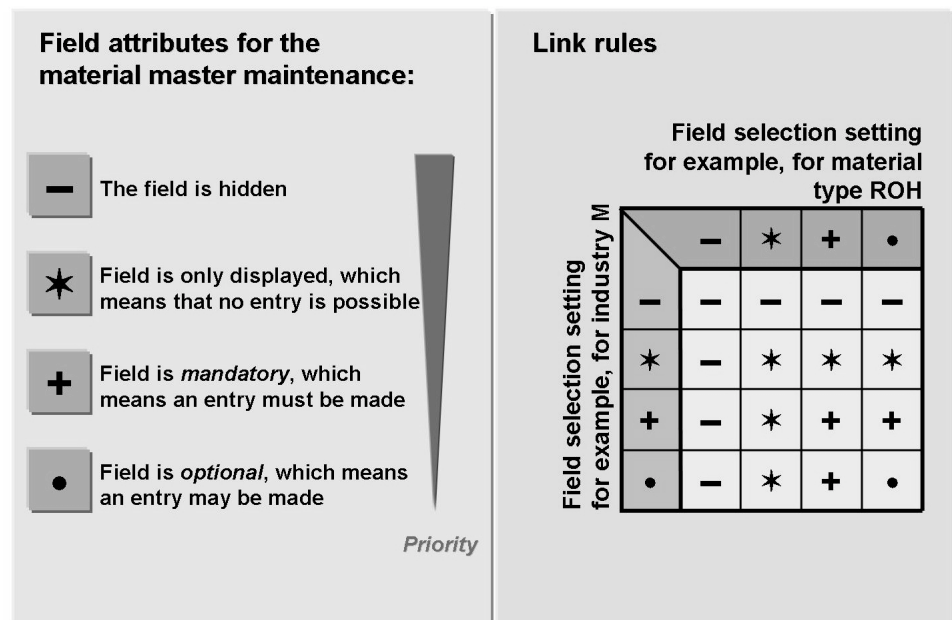 Field attributes for the
material master maintenance:
− The field is hidden
✶ Field is only displayed, which
means that no entry is possible
+ Field is mandatory, which
means an entry must be made
• Field is optional, which means
an entry may be made
Priority
Link rules
Field selection setting
for example, for material
type ROH
Field selection setting
for example, for industry M
− ✶ + •
− − − − −
✶ − ✶ ✶ ✶
+ − ✶ + +
• − ✶ + •